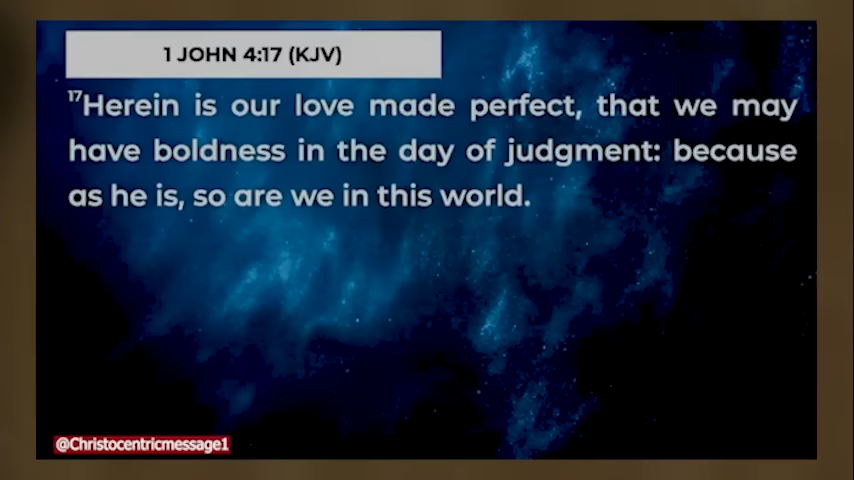 1 JOHN 4:17 (KJV)
17Herein is our love made perfect, that we may
have boldness in the day of judgment: because
as he is, so are we in this world.
@Christocentricmessage1